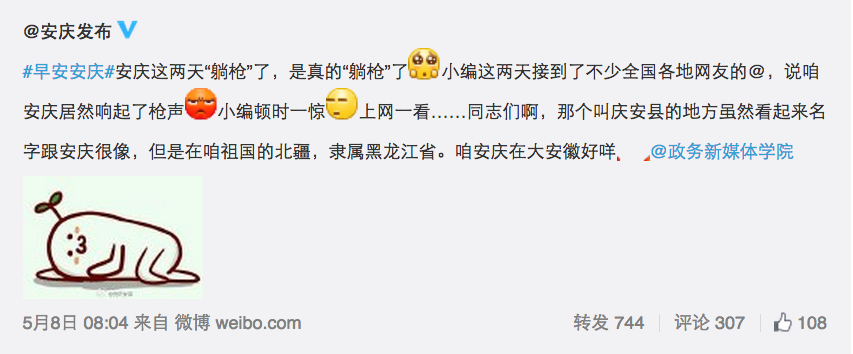 @安庆发布
#早安安庆#安庆这两天“躺枪”了，是真的“躺枪”了小编这两天接到了不少全国各地网友的@，说咱
安庆居然响起了枪声小编顿时一惊上网一看……同志们啊，那个叫庆安县的地方虽然看起来名
字跟安庆很像，但是在咱祖国的北疆，隶属黑龙江省。咱安庆在大安徽好咩 @政务新媒体学院
5月8日 08:04 来自 微博 weibo.com 转发 744 评论 307 108